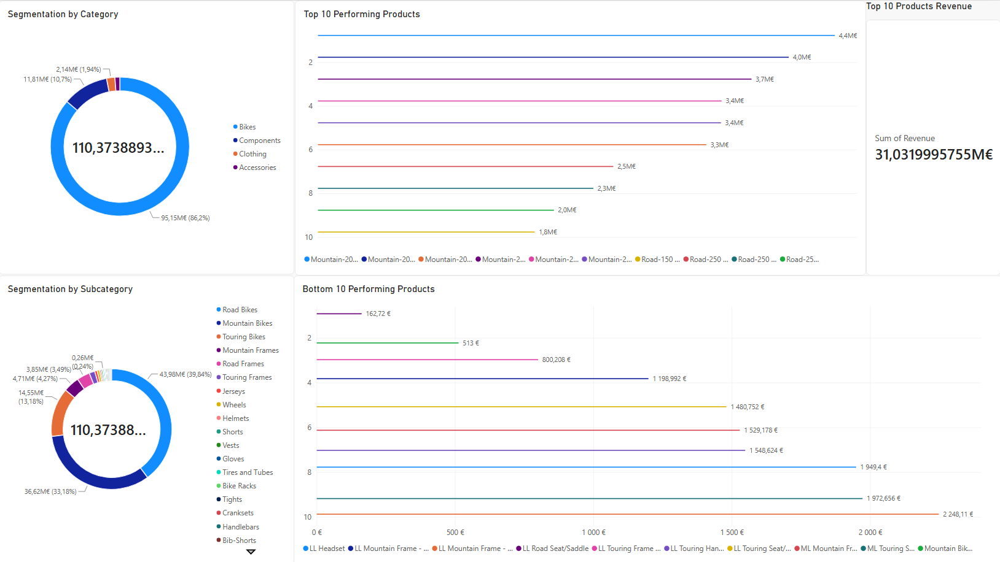 Segmentation by Category
2,14M€ (1,94%)
11,81M€ (10,7%)
110,3738893...
95,15M€ (86,2%)
Bikes
Components
Clothing
Accessories
Top 10 Performing Products
4,4M€
2
4,0M€
3,7M€
4
3,4M€
3,4M€
6
3,3M€
2,5M€
8
2,3M€
2,0M€
10
1,8M€
Mountain-20... Mountain-20... Mountain-20... Mountain-2... Mountain-2... Mountain-2... Road-150 ... Road-250 ... Road-250 ... Road-25...
Top 10 Products Revenue
Sum of Revenue
31,0319995755M€
Segmentation by Subcategory
0,26M€
(0,24%)
3,85M€ (3,49%)
4,71M€ (4,27%)
14,55M€
(13,18%)
43,98M€ (39,84%)
110,37388...
36,62M€ (33,18%)
Road Bikes
Mountain Bikes
Touring Bikes
Mountain Frames
Road Frames
Touring Frames
Jerseys
Wheels
Helmets
Shorts
Vests
Gloves
Tires and Tubes
Bike Racks
Tights
Cranksets
Handlebars
Bib-Shorts
Bottom 10 Performing Products
162,72 €
2
513 €
800,208 €
4
1 198,992 €
1 480,752 €
6
1 529,178 €
1 548,624 €
8
1 949,4 €
1 972,656 €
10
2 248,11 €
0 € 500 € 1 000 € 1 500 € 2 000 €
LL Headset LL Mountain Frame - ... LL Mountain Frame - ... LL Road Seat/Saddle LL Touring Frame ... LL Touring Han... LL Touring Seat/... ML Mountain Fr... ML Touring S... Mountain Bik...